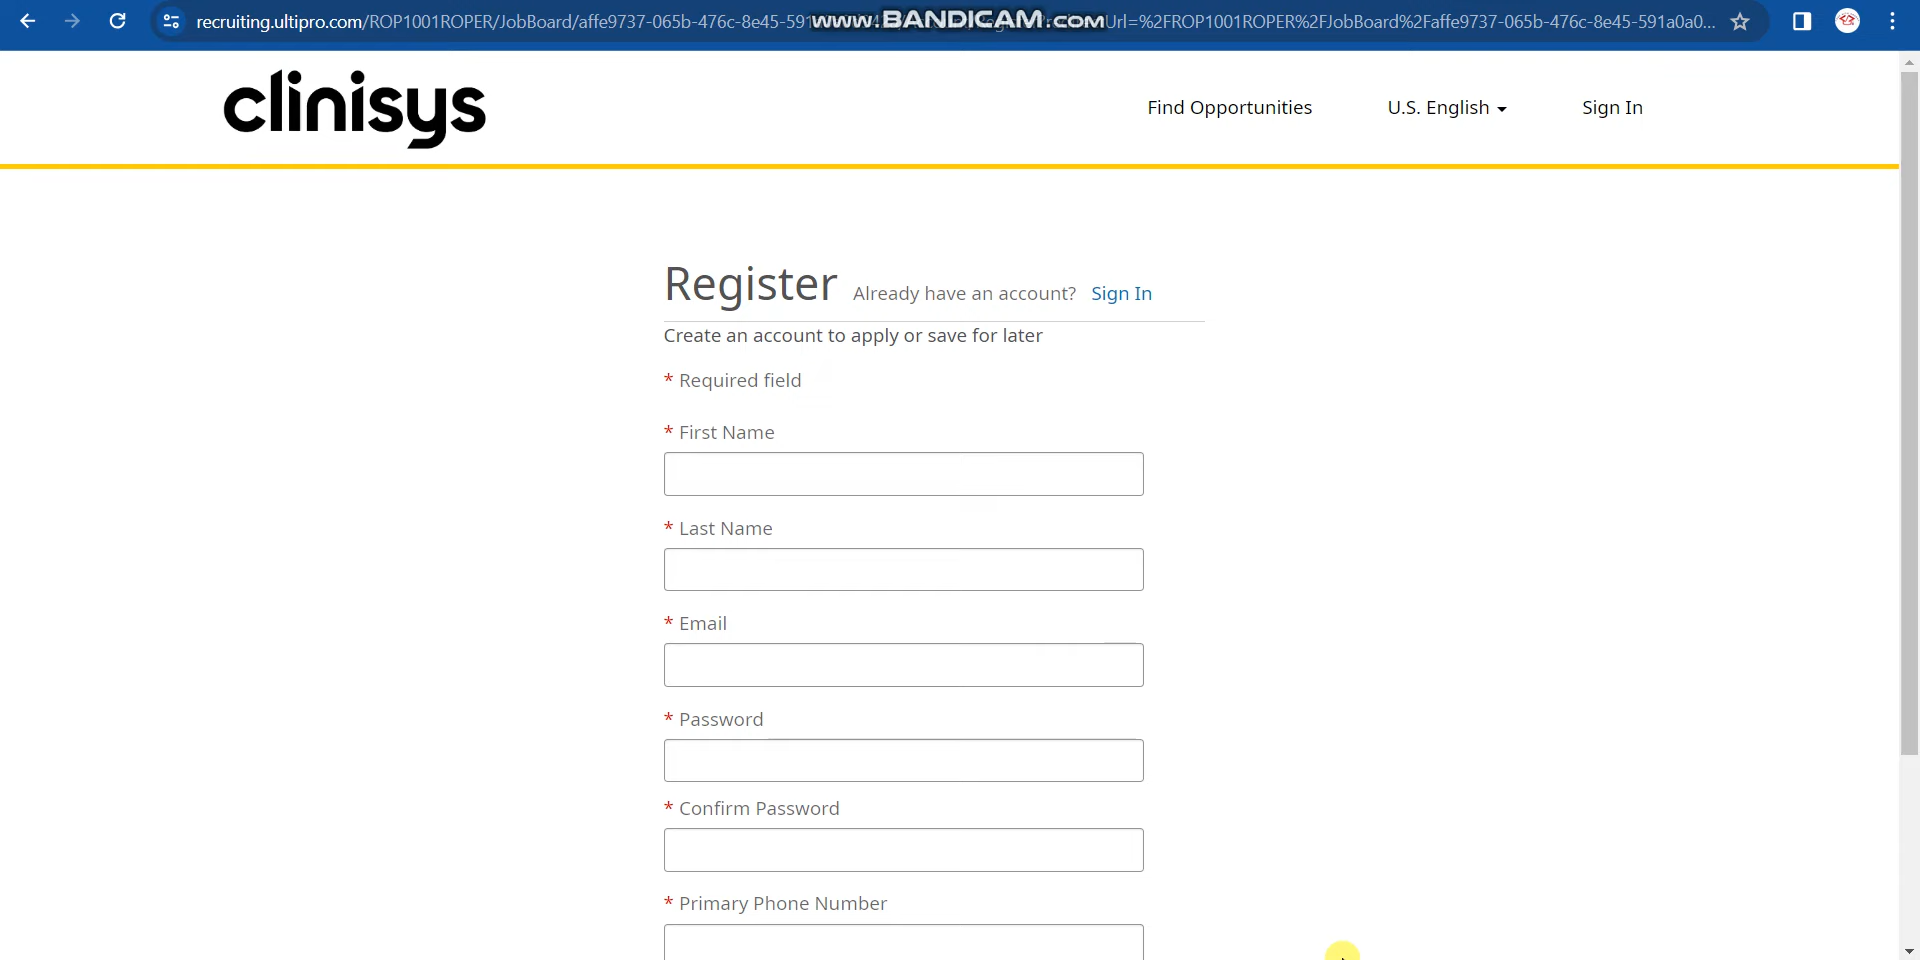 recruiting.ultipro.com/ROP1001ROPER/JobBoard/affe9737-065b-476c-8e45-591
www.BANDICAM.com
Url=%2FROP1001ROPER%2FJobBoard%2Faffe9737-065b-476c-8e45-591a0a0...
clinisys
Find Opportunities
U.S. English
Sign In
Register Already have an account? Sign In
Create an account to apply or save for later
* Required field
* First Name
* Last Name
* Email
* Password
* Confirm Password
* Primary Phone Number